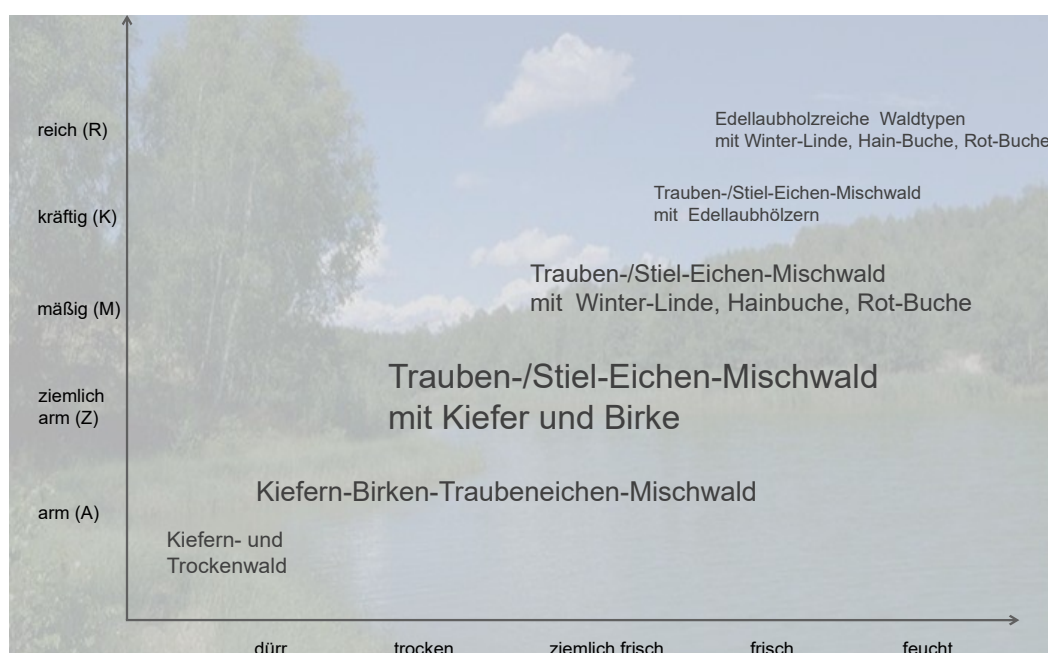 reich (R)
Edellaubholzreiche Waldtypen
mit Winter-Linde, Hain-Buche, Rot-Buche
kräftig (K)
Trauben-/Stiel-Eichen-Mischwald
mit Edellaubhölzern
mäßig (M)
Trauben-/Stiel-Eichen-Mischwald
mit Winter-Linde, Hainbuche, Rot-Buche
ziemlich
arm (Z)
Trauben-/Stiel-Eichen-Mischwald
mit Kiefer und Birke
arm (A)
Kiefern-Birken-Traubeneichen-Mischwald
Kiefern- und
Trockenwald
dürr trocken ziemlich frisch frisch feucht